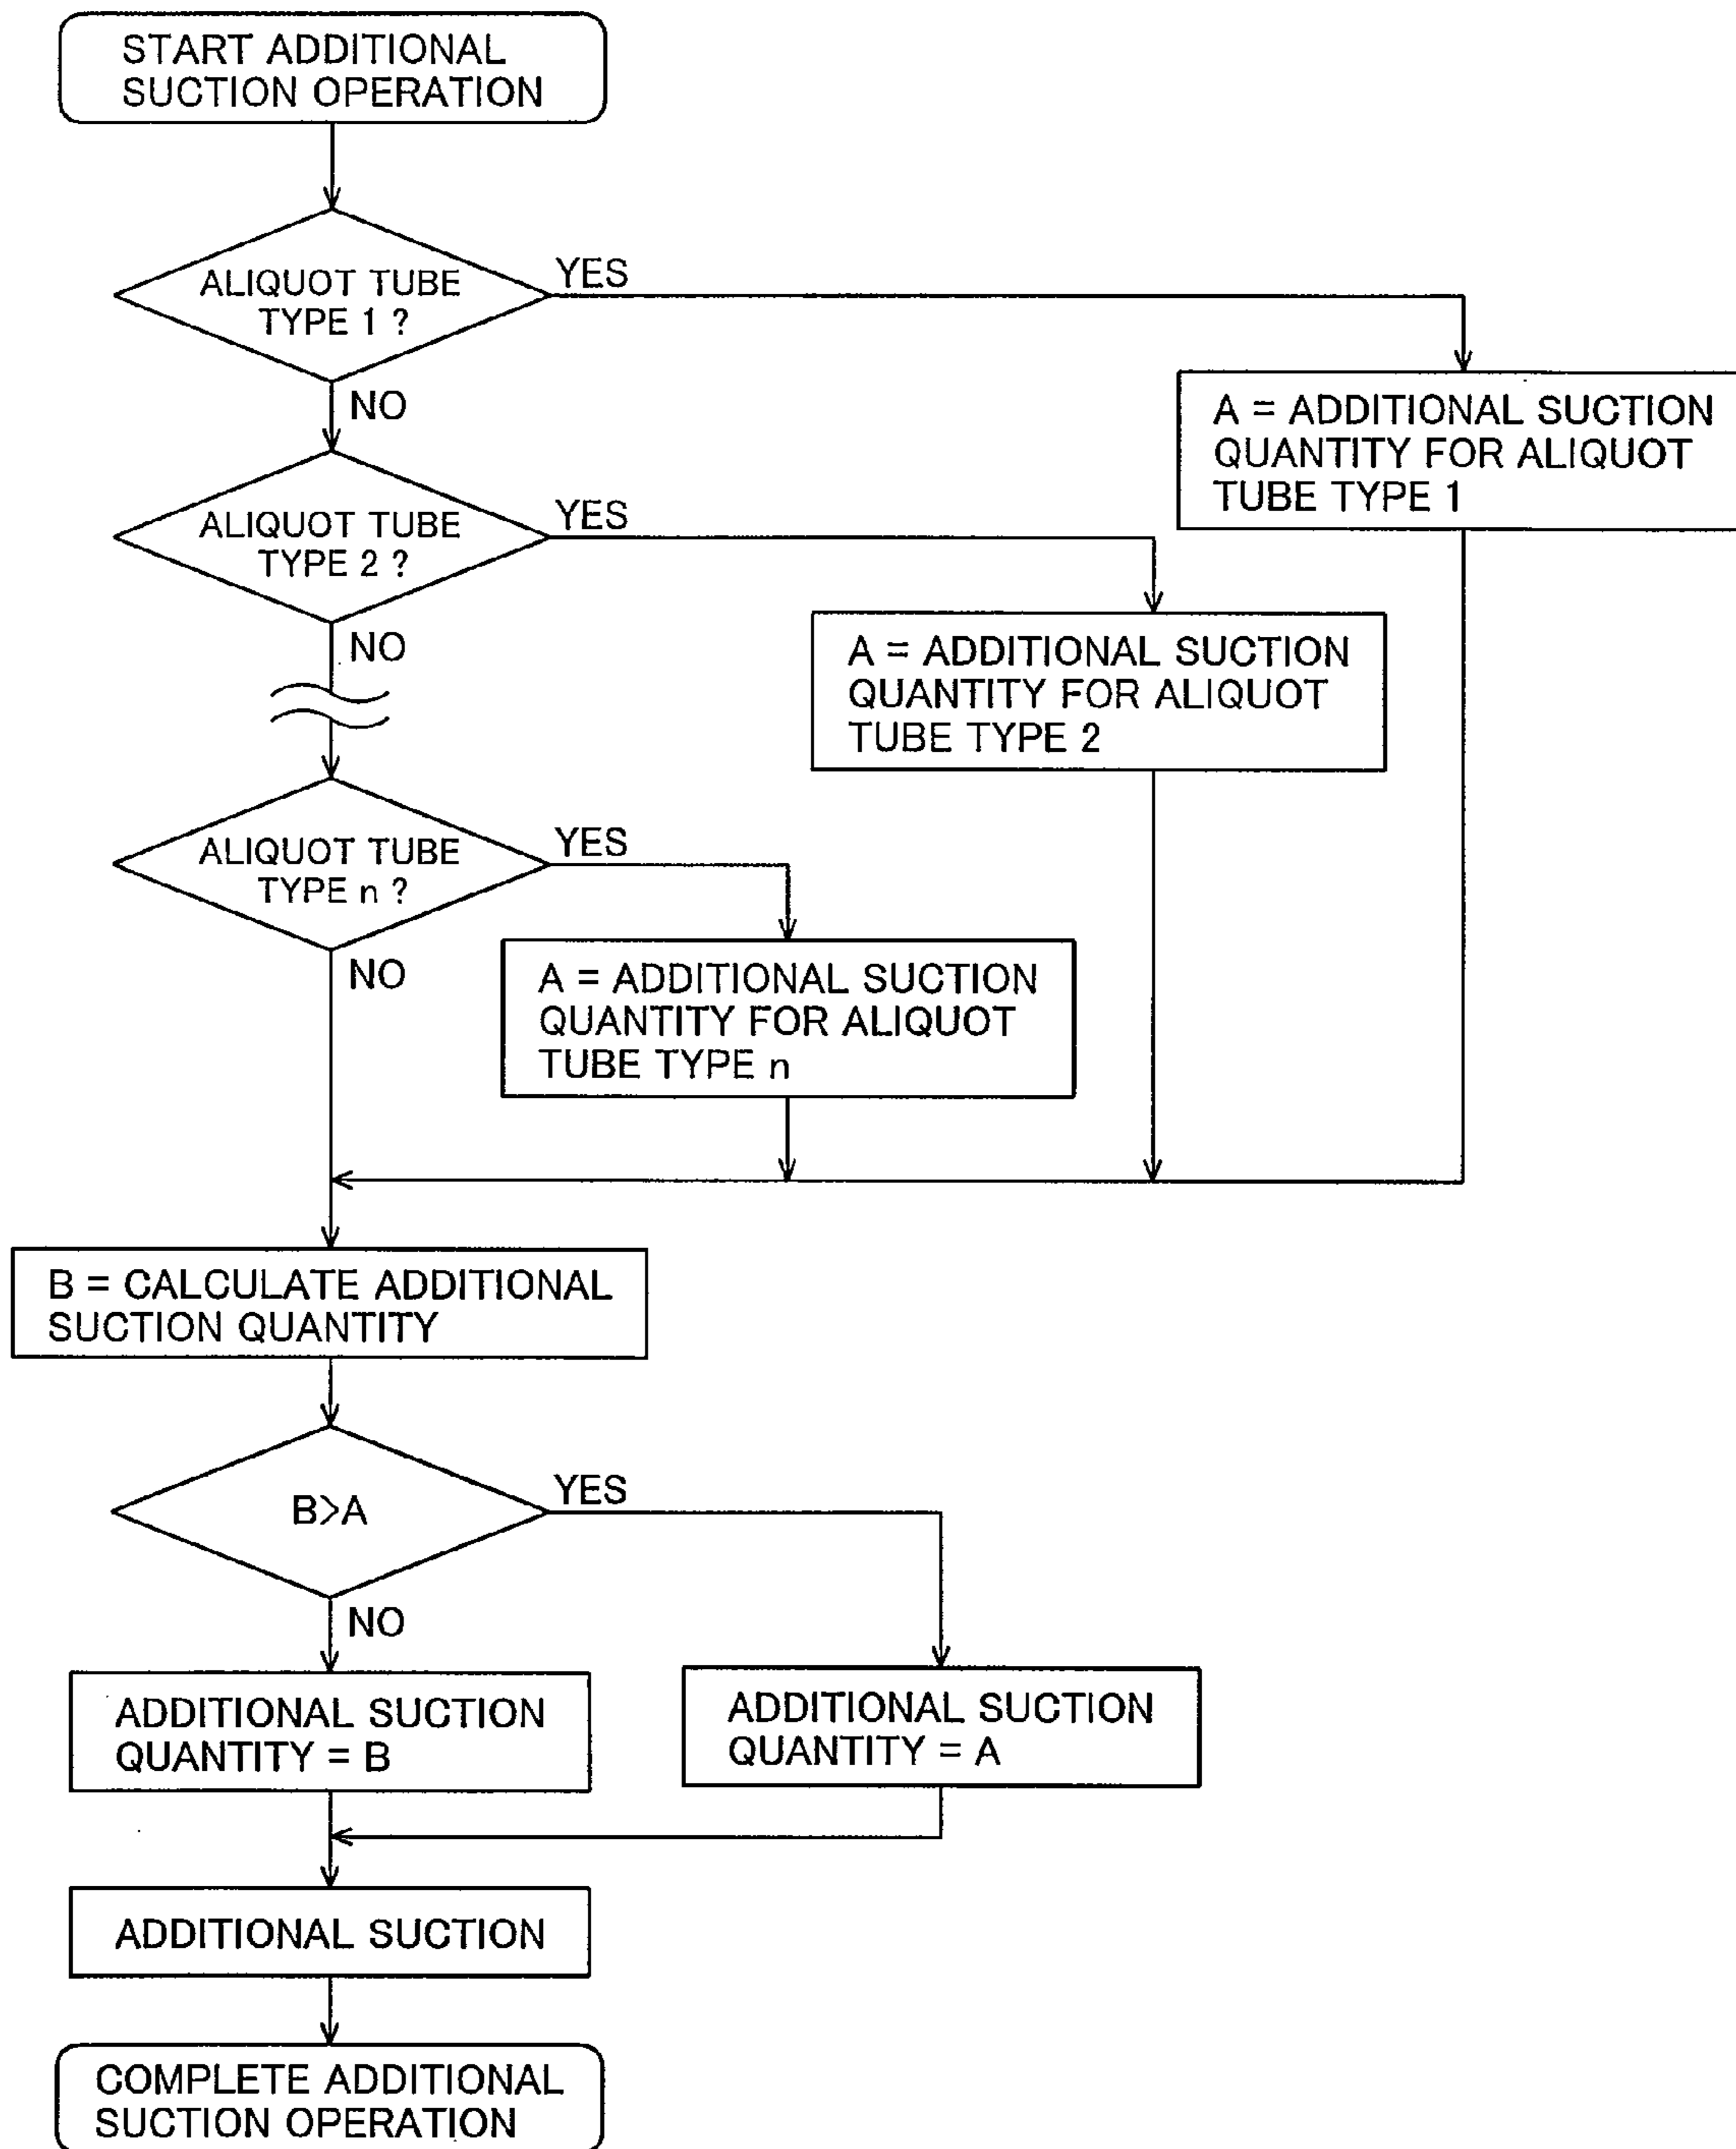 START ADDITIONAL
SUCTION OPERATION
ALIQUOT TUBE
TYPE 1 ?
YES
NO
A = ADDITIONAL SUCTION
QUANTITY FOR ALIQUOT
TUBE TYPE 1
ALIQUOT TUBE
TYPE 2 ?
YES
NO
A = ADDITIONAL SUCTION
QUANTITY FOR ALIQUOT
TUBE TYPE 2
ALIQUOT TUBE
TYPE n ?
YES
NO
A = ADDITIONAL SUCTION
QUANTITY FOR ALIQUOT
TUBE TYPE n
B = CALCULATE ADDITIONAL
SUCTION QUANTITY
B>A
YES
NO
ADDITIONAL SUCTION
QUANTITY = B
ADDITIONAL SUCTION
QUANTITY = A
ADDITIONAL SUCTION
COMPLETE ADDITIONAL
SUCTION OPERATION